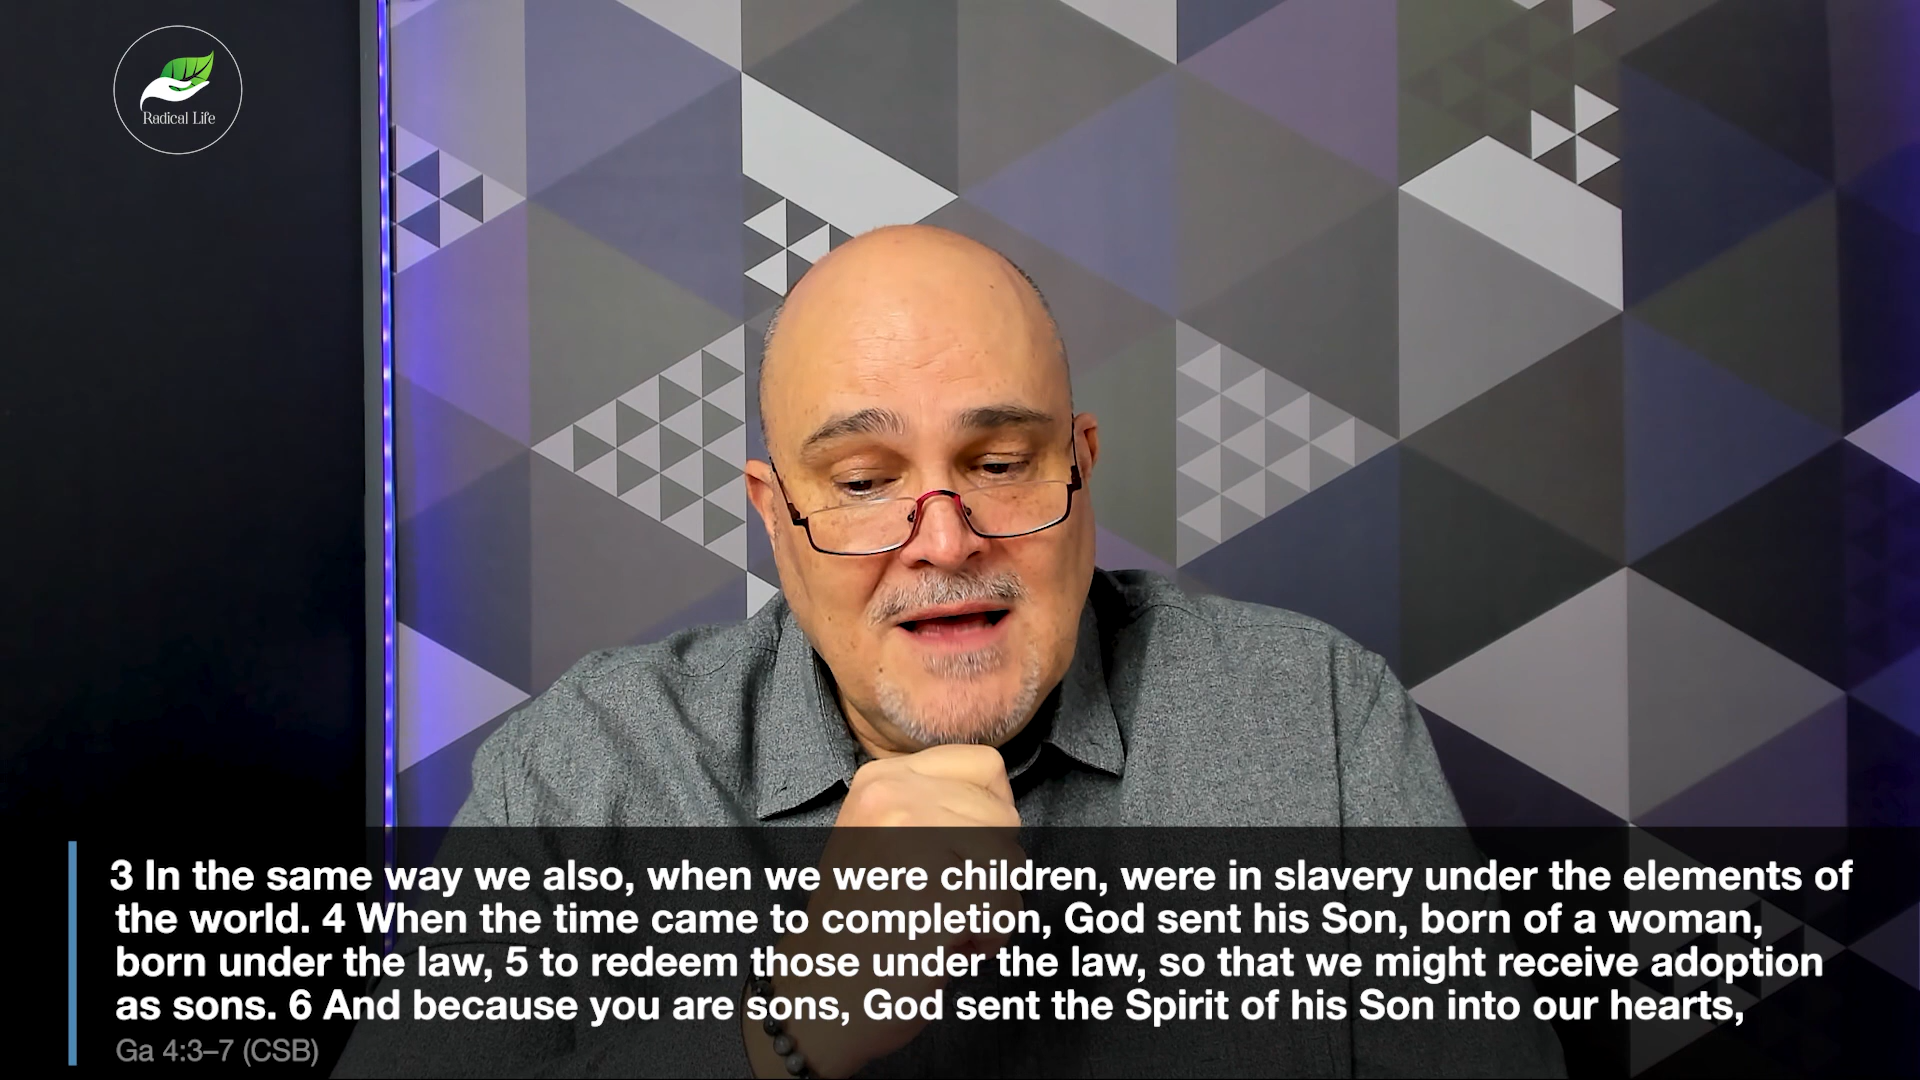 Radical Life
3 In the same way we also, when we were children, were in slavery under the elements of
the world. 4 When the time came to completion, God sent his Son, born of a woman,
born under the law, 5 to redeem those under the law, so that we might receive adoption
as sons. 6 And because you are sons, God sent the Spirit of his Son into our hearts,
Ga 4:3–7 (CSB)